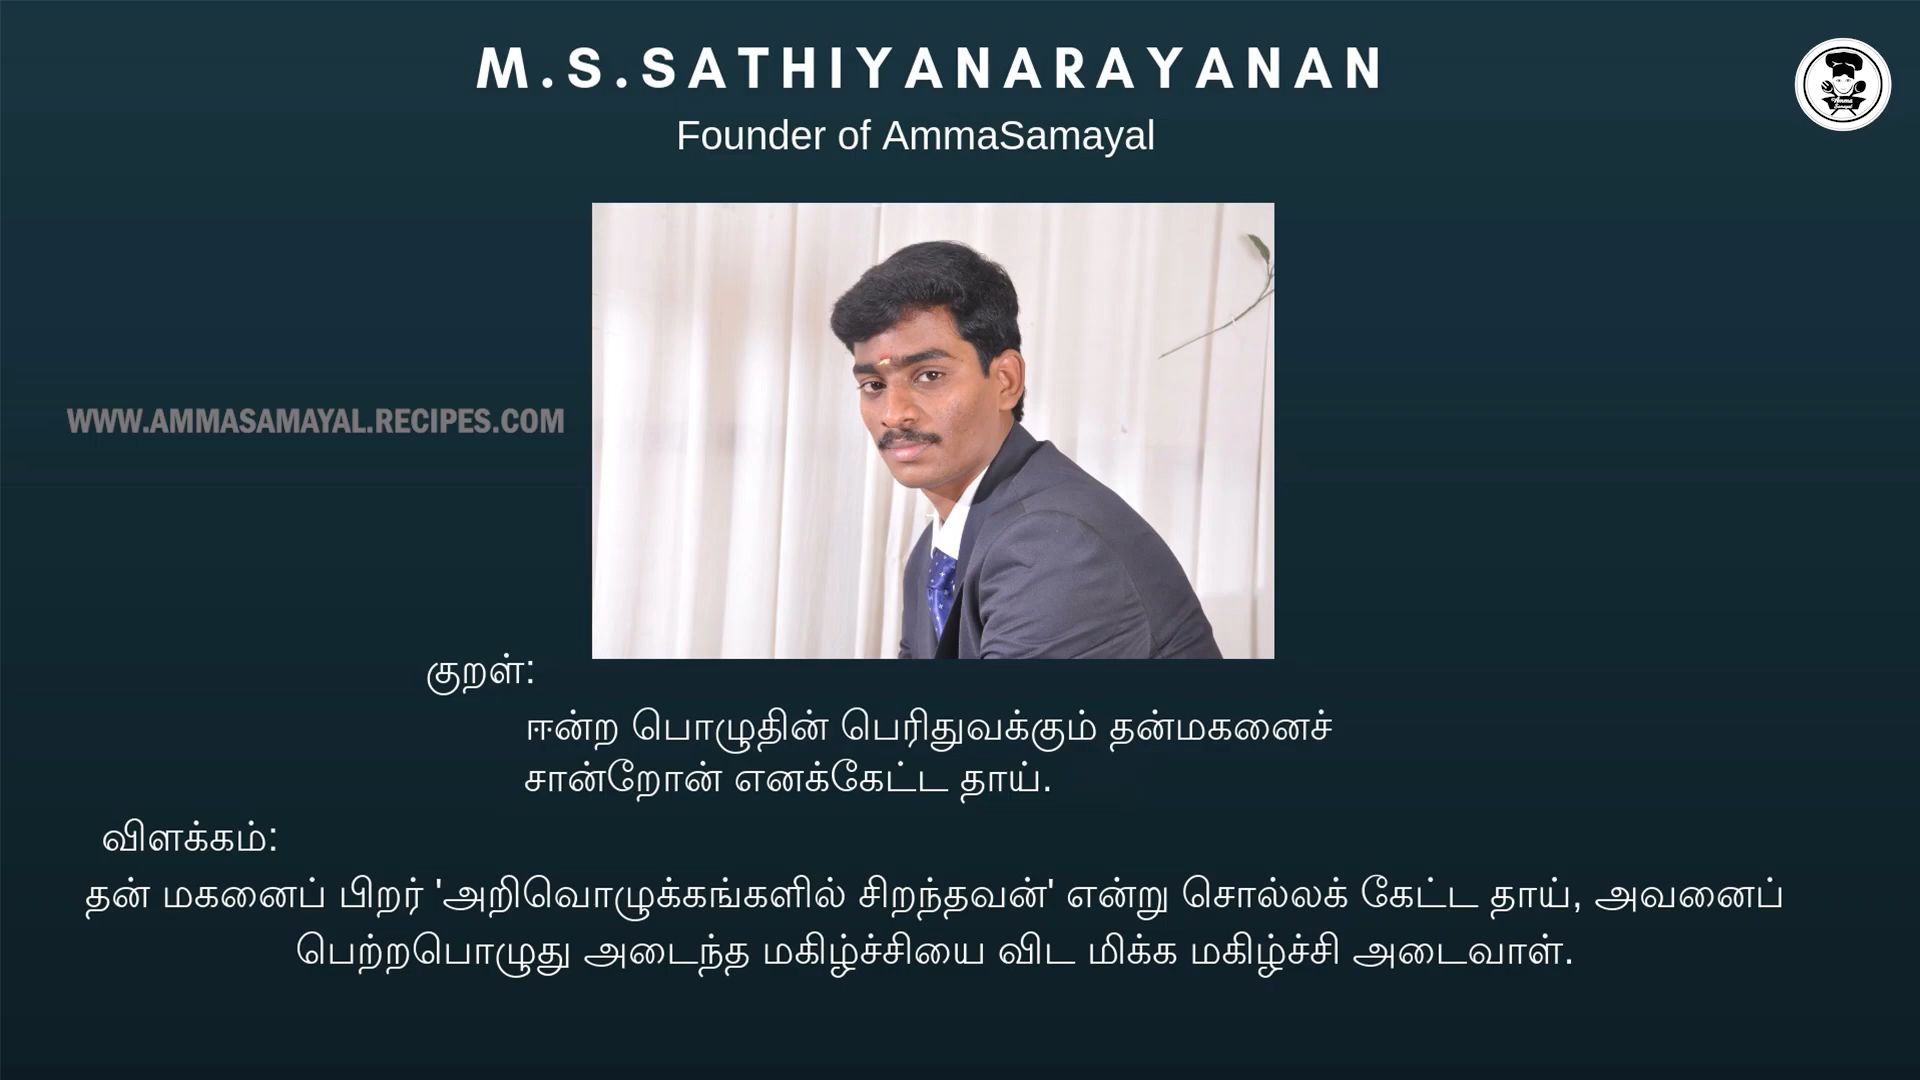 M.S.SATHIYANARAYANAN
Founder of AmmaSamayal
WWW.AMMASAMAYAL.RECIPES.COM
குறள்:
ஈன்ற பொழுதின் பெரிதுவக்கும் தன்மகனைச்
சான்றோன் எனக்கேட்ட தாய்.
விளக்கம்:
தன் மகனைப் பிறர் 'அறிவொழுக்கங்களில் சிறந்தவன்' என்று சொல்லக் கேட்ட தாய், அவனைப்
பெற்றபொழுது அடைந்த மகிழ்ச்சியை விட மிக்க மகிழ்ச்சி அடைவாள்.